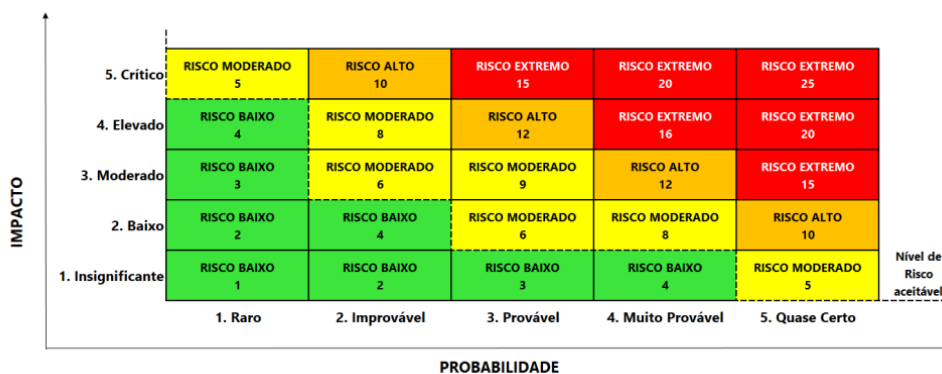 RISCO MODERADO RISCO ALTO RISCO EXTREMO RISCO EXTREMO RISCO EXTREMO
5. Crítico
5 10 15 20 25
RISCO BAIXO RISCO MODERADO RISCO ALTO RISCO EXTREMO RISCO EXTREMO
4. Elevado
4 8 12 16 20
RISCO BAIXO RISCO MODERADO RISCO MODERADO RISCO ALTO RISCO EXTREMO
3. Moderado
3 6 9 12 15
RISCO BAIXO RISCO BAIXO RISCO MODERADO RISCO MODERADO RISCO ALTO
2. Baixo
2 4 6 8 10
RISCO BAIXO RISCO BAIXO RISCO BAIXO RISCO BAIXO RISCO MODERADO
1. Insignificante
1 2 3 4 5
Nível de
Risco
aceitável
1. Raro 2. Improvável 3. Provável 4. Muito Provável 5. Quase Certo
IMPACTO
PROBABILIDADE